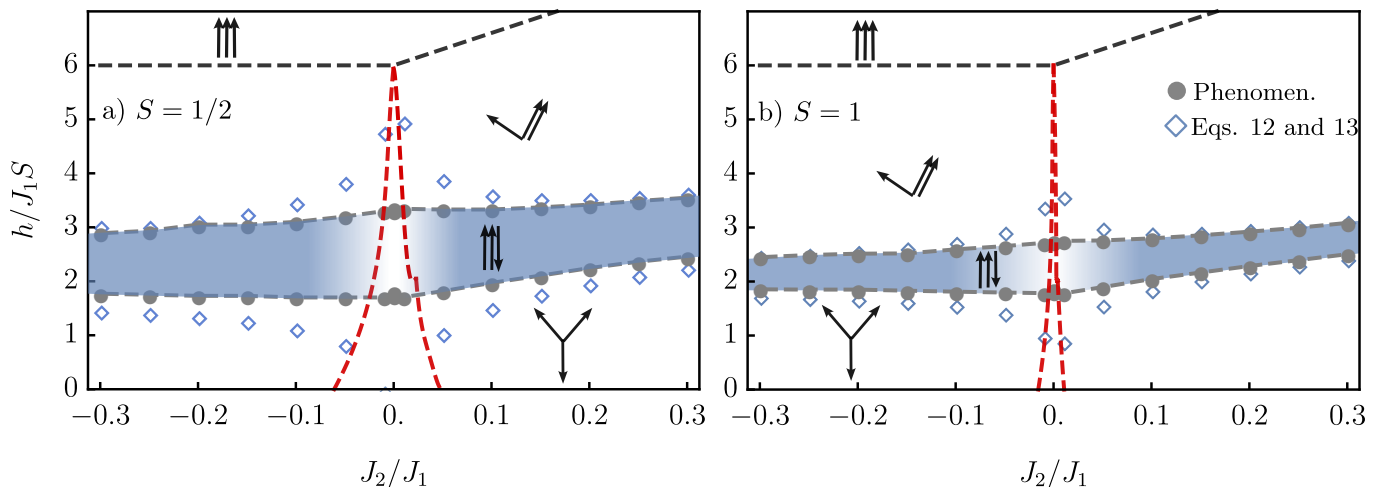 a) S = 1/2
b) S = 1
Phenomen.
Eqs. 12 and 13
h/J₁S
6
5
4
3
2
1
0
−0.3 −0.2 −0.1 0. 0.1 0.2 0.3
J₂/J₁
6
5
4
3
2
1
0
−0.3 −0.2 −0.1 0. 0.1 0.2 0.3
J₂/J₁